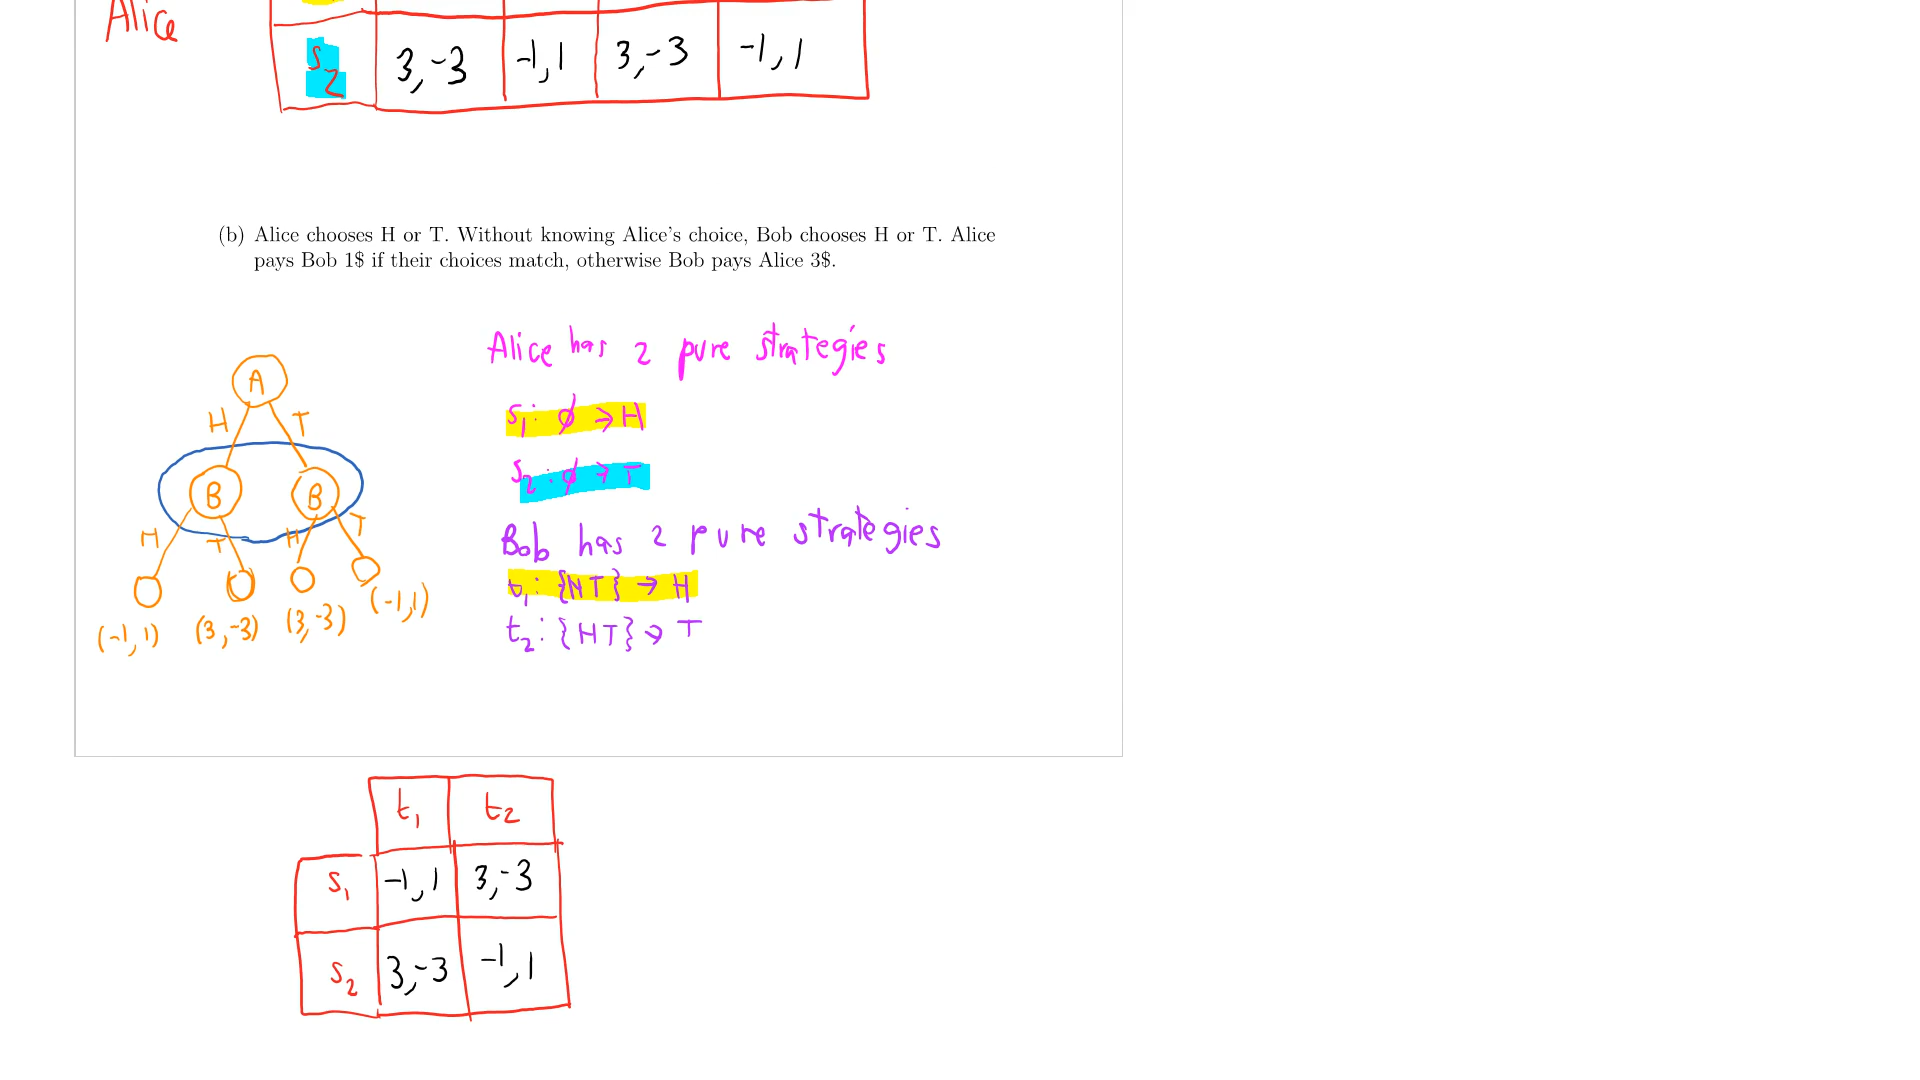 Alice
s2 3,-3 -1,1 3,-3 -1,1
(b) Alice chooses H or T. Without knowing Alice's choice, Bob chooses H or T. Alice
pays Bob 1$ if their choices match, otherwise Bob pays Alice 3$.
Alice has 2 pure strategies
s1: ∅ → H
s2: ∅ → T
Bob has 2 pure strategies
t1: {HT} → H
t2: {HT} → T
A
H T
B B
H T H T
(-1,1) (3,-3) (3,-3) (-1,1)
t1 t2
s1 -1,1 3,-3
s2 3,-3 -1,1